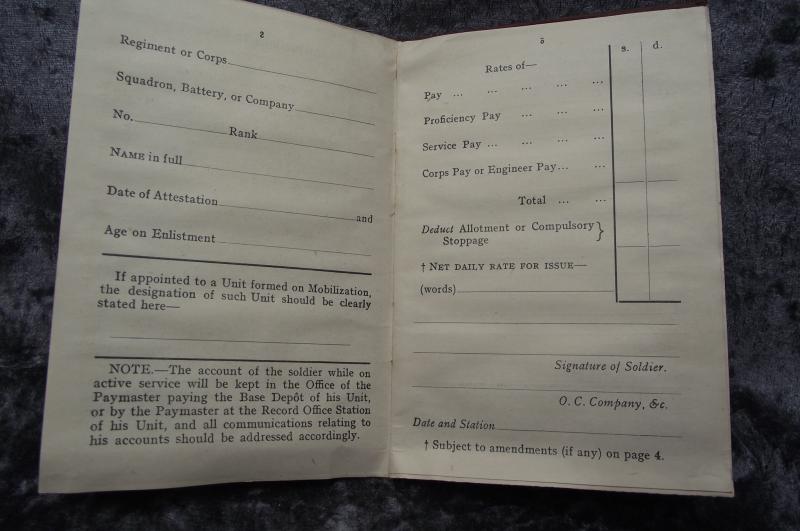 2
Regiment or Corps
Squadron, Battery, or Company
No. Rank
NAME in full
Date of Attestation and
Age on Enlistment
If appointed to a Unit formed on Mobilization,
the designation of such Unit should be clearly
stated here—
NOTE.—The account of the soldier while on
active service will be kept in the Office of the
Paymaster paying the Base Depôt of his Unit,
or by the Paymaster at the Record Office Station
of his Unit, and all communications relating to
his accounts should be addressed accordingly.
s. d.
Rates of—
Pay ... ... ... ... ...
Proficiency Pay ... ... ...
Service Pay ... ... ... ...
Corps Pay or Engineer Pay... ...
Total ... ...
Deduct Allotment or Compulsory }
Stoppage
† NET DAILY RATE FOR ISSUE—
(words)
Signature of Soldier.
O. C. Company, &c.
Date and Station
† Subject to amendments (if any) on page 4.